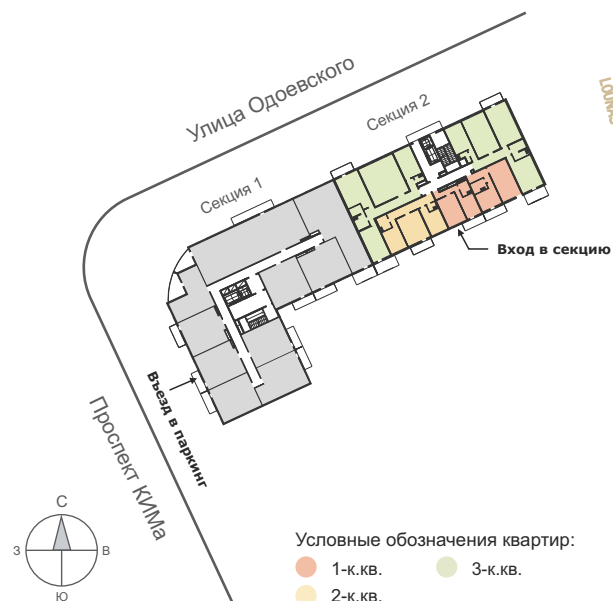 Улица Одоевского
Секция 2
LOUNAS
Секция 1
Вход в секцию
Въезд в паркинг
Проспект КИМа
С
З
В
Ю
Условные обозначения квартир:
1-к.кв.
3-к.кв.
2-к.кв.